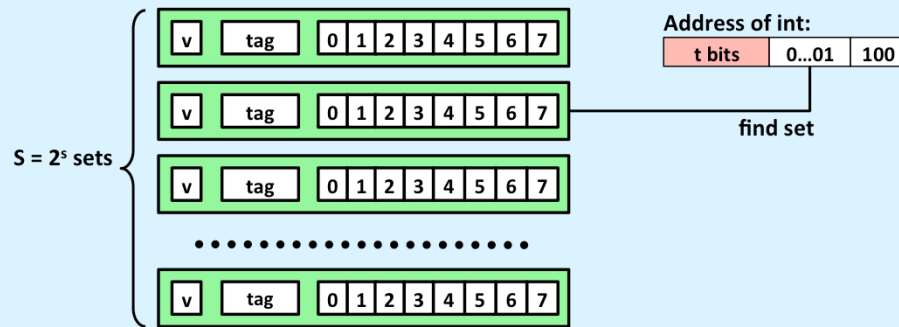 v tag 0 1 2 3 4 5 6 7
Address of int:
t bits 0...01 100
v tag 0 1 2 3 4 5 6 7
find set
S = 2ˢ sets
v tag 0 1 2 3 4 5 6 7
v tag 0 1 2 3 4 5 6 7